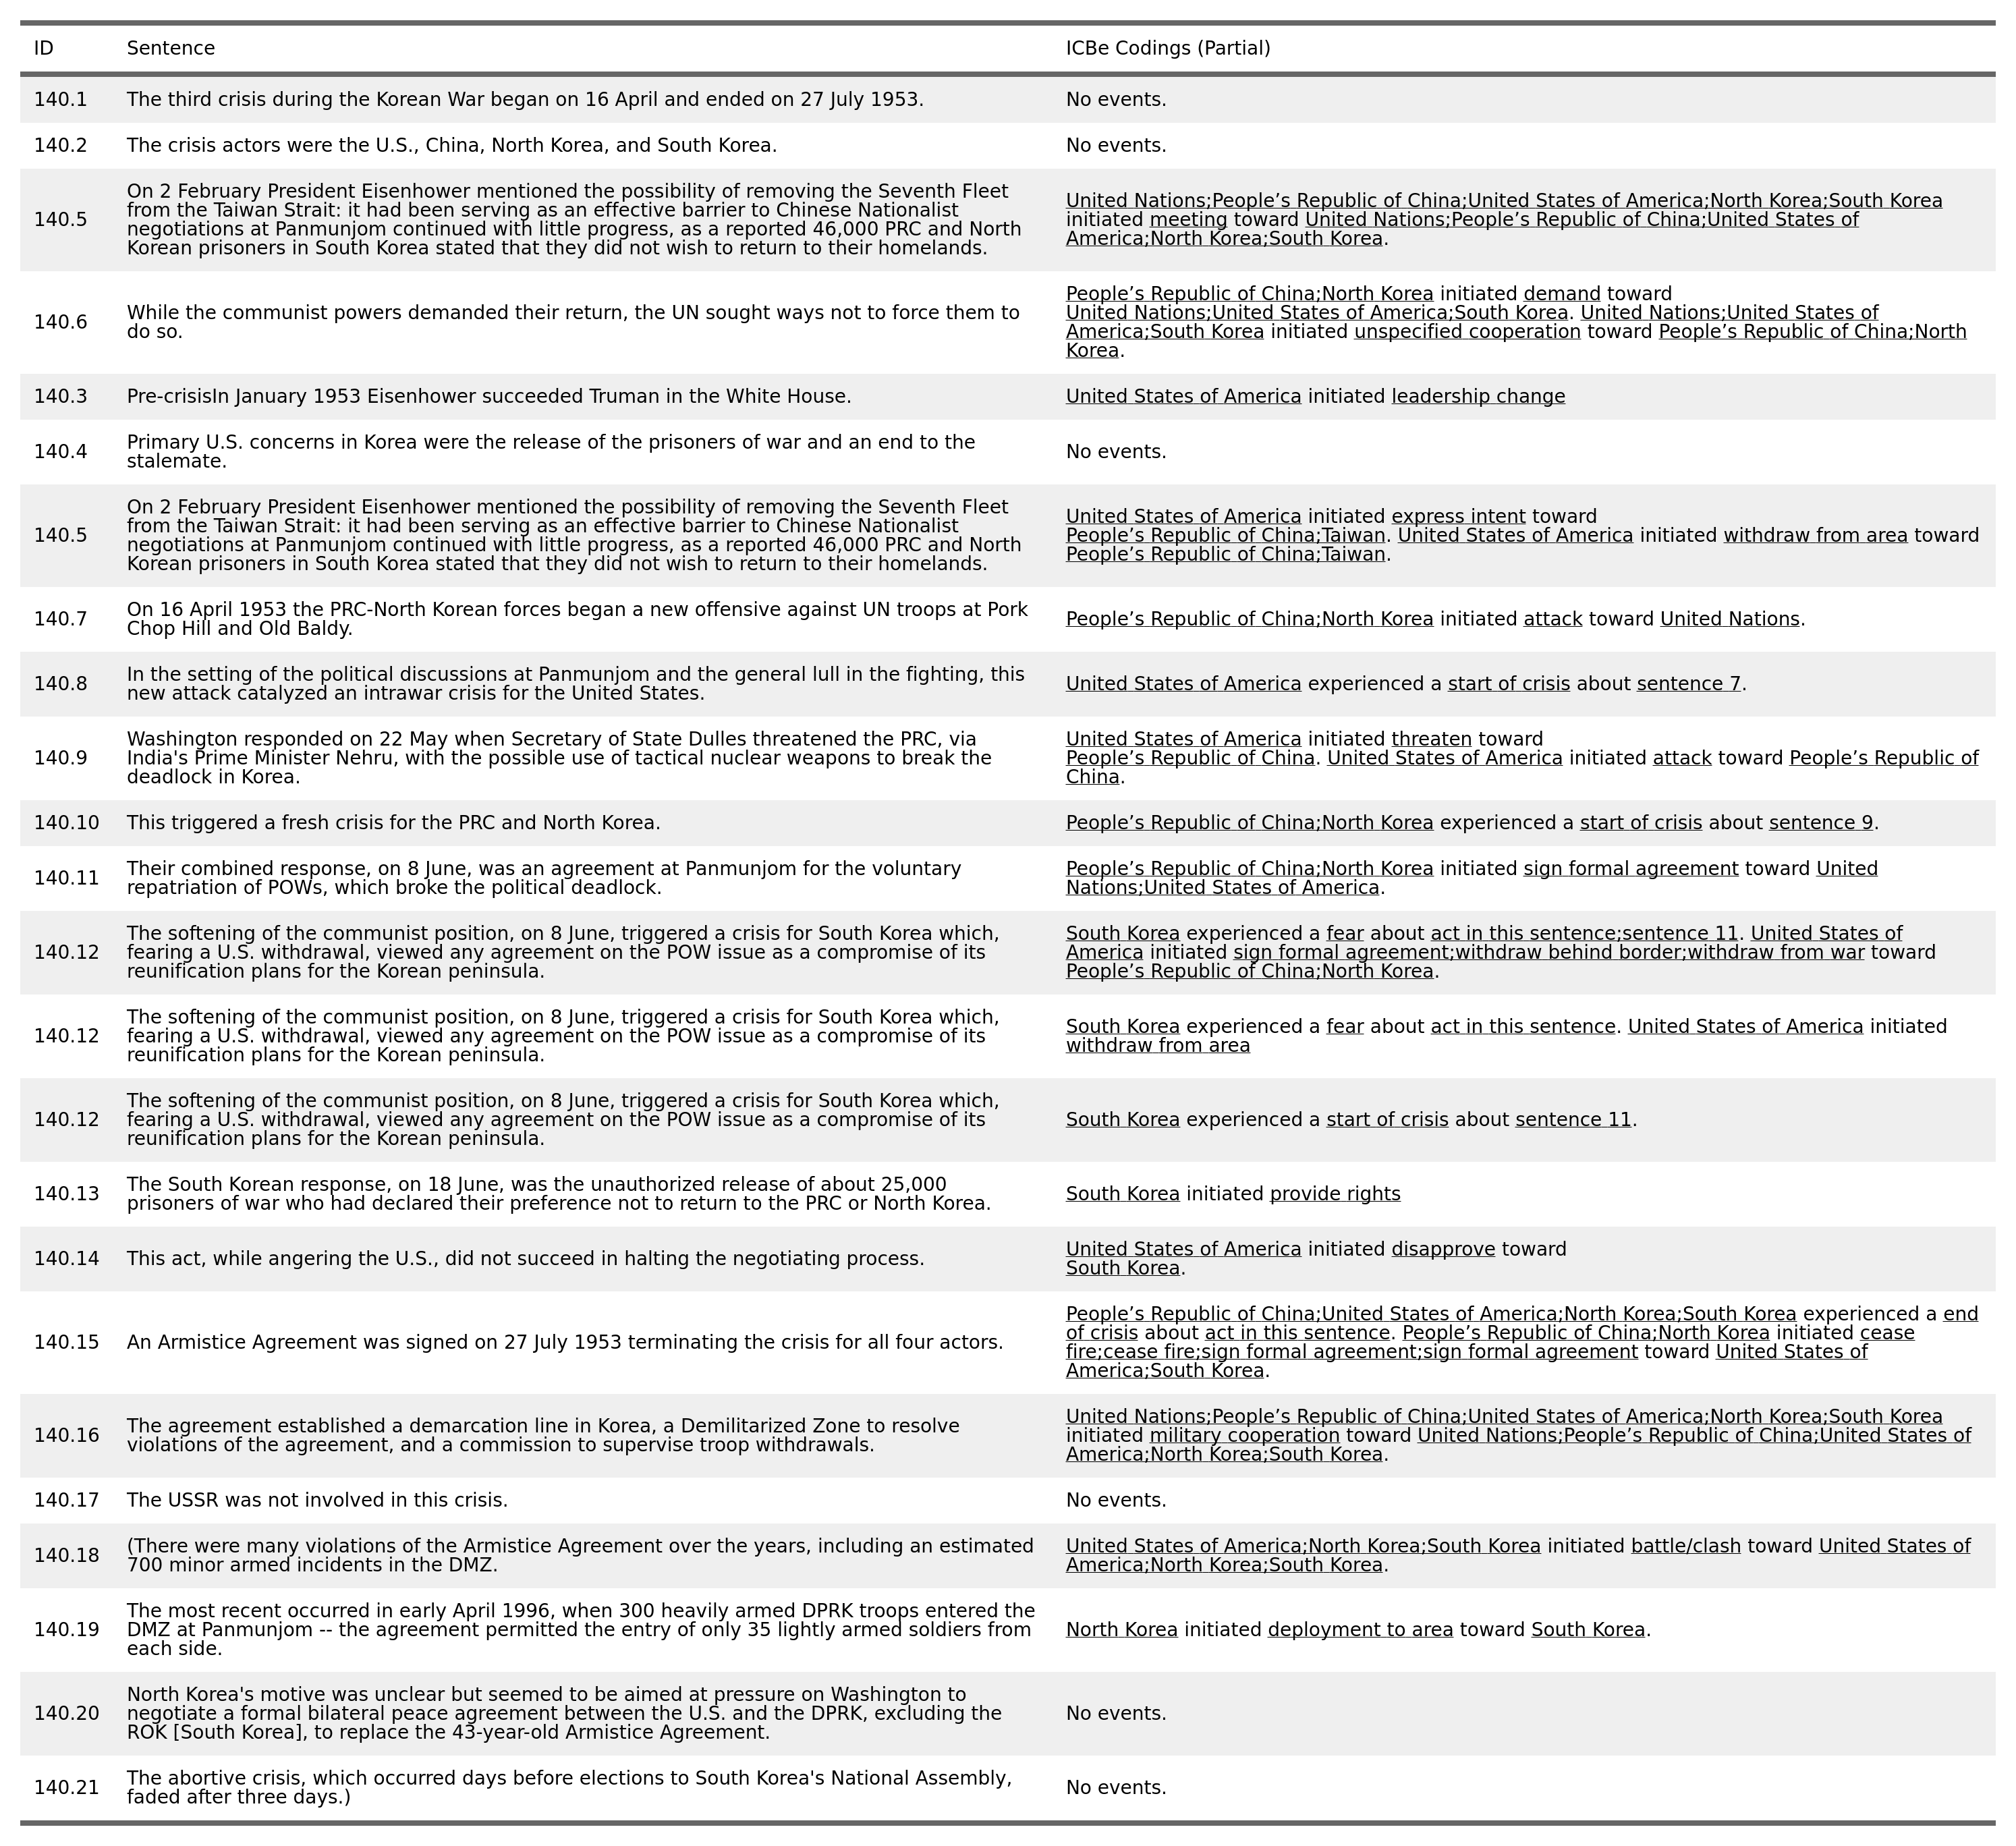 ID Sentence ICBe Codings (Partial)
140.1 The third crisis during the Korean War began on 16 April and ended on 27 July 1953. No events.
140.2 The crisis actors were the U.S., China, North Korea, and South Korea. No events.
140.5
On 2 February President Eisenhower mentioned the possibility of removing the Seventh Fleet
from the Taiwan Strait: it had been serving as an effective barrier to Chinese Nationalist
negotiations at Panmunjom continued with little progress, as a reported 46,000 PRC and North
Korean prisoners in South Korea stated that they did not wish to return to their homelands.
United Nations;People’s Republic of China;United States of America;North Korea;South Korea
initiated meeting toward United Nations;People’s Republic of China;United States of
America;North Korea;South Korea.
140.6
While the communist powers demanded their return, the UN sought ways not to force them to
do so.
People’s Republic of China;North Korea initiated demand toward
United Nations;United States of America;South Korea. United Nations;United States of
America;South Korea initiated unspecified cooperation toward People’s Republic of China;North
Korea.
140.3 Pre-crisisIn January 1953 Eisenhower succeeded Truman in the White House. United States of America initiated leadership change
140.4
Primary U.S. concerns in Korea were the release of the prisoners of war and an end to the
stalemate.
No events.
140.5
On 2 February President Eisenhower mentioned the possibility of removing the Seventh Fleet
from the Taiwan Strait: it had been serving as an effective barrier to Chinese Nationalist
negotiations at Panmunjom continued with little progress, as a reported 46,000 PRC and North
Korean prisoners in South Korea stated that they did not wish to return to their homelands.
United States of America initiated express intent toward
People’s Republic of China;Taiwan. United States of America initiated withdraw from area toward
People’s Republic of China;Taiwan.
140.7
On 16 April 1953 the PRC-North Korean forces began a new offensive against UN troops at Pork
Chop Hill and Old Baldy.
People’s Republic of China;North Korea initiated attack toward United Nations.
140.8
In the setting of the political discussions at Panmunjom and the general lull in the fighting, this
new attack catalyzed an intrawar crisis for the United States.
United States of America experienced a start of crisis about sentence 7.
140.9
Washington responded on 22 May when Secretary of State Dulles threatened the PRC, via
India's Prime Minister Nehru, with the possible use of tactical nuclear weapons to break the
deadlock in Korea.
United States of America initiated threaten toward
People’s Republic of China. United States of America initiated attack toward People’s Republic of
China.
140.10 This triggered a fresh crisis for the PRC and North Korea. People’s Republic of China;North Korea experienced a start of crisis about sentence 9.
140.11
Their combined response, on 8 June, was an agreement at Panmunjom for the voluntary
repatriation of POWs, which broke the political deadlock.
People’s Republic of China;North Korea initiated sign formal agreement toward United
Nations;United States of America.
140.12
The softening of the communist position, on 8 June, triggered a crisis for South Korea which,
fearing a U.S. withdrawal, viewed any agreement on the POW issue as a compromise of its
reunification plans for the Korean peninsula.
South Korea experienced a fear about act in this sentence;sentence 11. United States of
America initiated sign formal agreement;withdraw behind border;withdraw from war toward
People’s Republic of China;North Korea.
140.12
The softening of the communist position, on 8 June, triggered a crisis for South Korea which,
fearing a U.S. withdrawal, viewed any agreement on the POW issue as a compromise of its
reunification plans for the Korean peninsula.
South Korea experienced a fear about act in this sentence. United States of America initiated
withdraw from area
140.12
The softening of the communist position, on 8 June, triggered a crisis for South Korea which,
fearing a U.S. withdrawal, viewed any agreement on the POW issue as a compromise of its
reunification plans for the Korean peninsula.
South Korea experienced a start of crisis about sentence 11.
140.13
The South Korean response, on 18 June, was the unauthorized release of about 25,000
prisoners of war who had declared their preference not to return to the PRC or North Korea.
South Korea initiated provide rights
140.14 This act, while angering the U.S., did not succeed in halting the negotiating process.
United States of America initiated disapprove toward
South Korea.
140.15 An Armistice Agreement was signed on 27 July 1953 terminating the crisis for all four actors.
People’s Republic of China;United States of America;North Korea;South Korea experienced a end
of crisis about act in this sentence. People’s Republic of China;North Korea initiated cease
fire;cease fire;sign formal agreement;sign formal agreement toward United States of
America;South Korea.
140.16
The agreement established a demarcation line in Korea, a Demilitarized Zone to resolve
violations of the agreement, and a commission to supervise troop withdrawals.
United Nations;People’s Republic of China;United States of America;North Korea;South Korea
initiated military cooperation toward United Nations;People’s Republic of China;United States of
America;North Korea;South Korea.
140.17 The USSR was not involved in this crisis. No events.
140.18
(There were many violations of the Armistice Agreement over the years, including an estimated
700 minor armed incidents in the DMZ.
United States of America;North Korea;South Korea initiated battle/clash toward United States of
America;North Korea;South Korea.
140.19
The most recent occurred in early April 1996, when 300 heavily armed DPRK troops entered the
DMZ at Panmunjom -- the agreement permitted the entry of only 35 lightly armed soldiers from
each side.
North Korea initiated deployment to area toward South Korea.
140.20
North Korea's motive was unclear but seemed to be aimed at pressure on Washington to
negotiate a formal bilateral peace agreement between the U.S. and the DPRK, excluding the
ROK [South Korea], to replace the 43-year-old Armistice Agreement.
No events.
140.21
The abortive crisis, which occurred days before elections to South Korea's National Assembly,
faded after three days.)
No events.